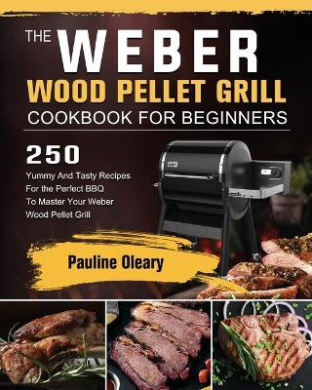 THE WEBER
WOOD PELLET GRILL
COOKBOOK FOR BEGINNERS
250
Yummy And Tasty Recipes
For the Perfect BBQ
To Master Your Weber
Wood Pellet Grill
Pauline Oleary